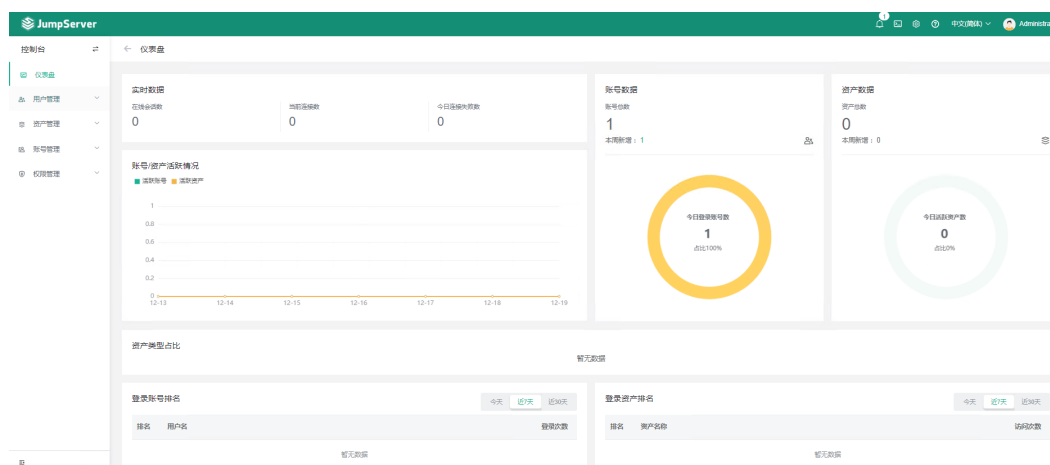 JumpServer
1
中文(简体)
Administra
控制台
仪表盘
仪表盘
用户管理
资产管理
账号管理
权限管理
实时数据
在线会话数
当前连接数
今日连接失败数
0
0
0
账号/资产活跃情况
活跃账号
活跃资产
1
0.8
0.6
0.4
0.2
0
12-13
12-14
12-15
12-16
12-17
12-18
12-19
账号数据
账号总数
1
本周新增：1
今日登录账号数
1
占比100%
资产数据
资产总数
0
本周新增：0
今日活跃资产数
0
占比0%
资产类型占比
暂无数据
登录账号排名
今天
近7天
近30天
排名
用户名
登录次数
暂无数据
登录资产排名
今天
近7天
近30天
排名
资产名称
访问次数
暂无数据